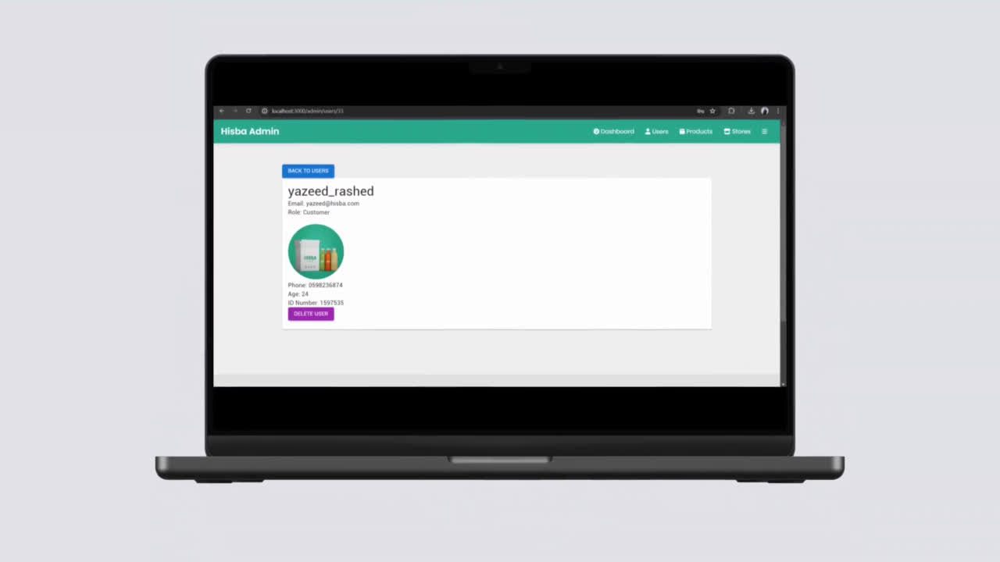 localhost:3000/admin/users/33
Hisba Admin
Dashboard
Users
Products
Stores
BACK TO USERS
yazeed_rashed
Email: yazeed@hisba.com
Role: Customer
HISBA
Phone: 0598236874
Age: 24
ID Number: 1597535
DELETE USER